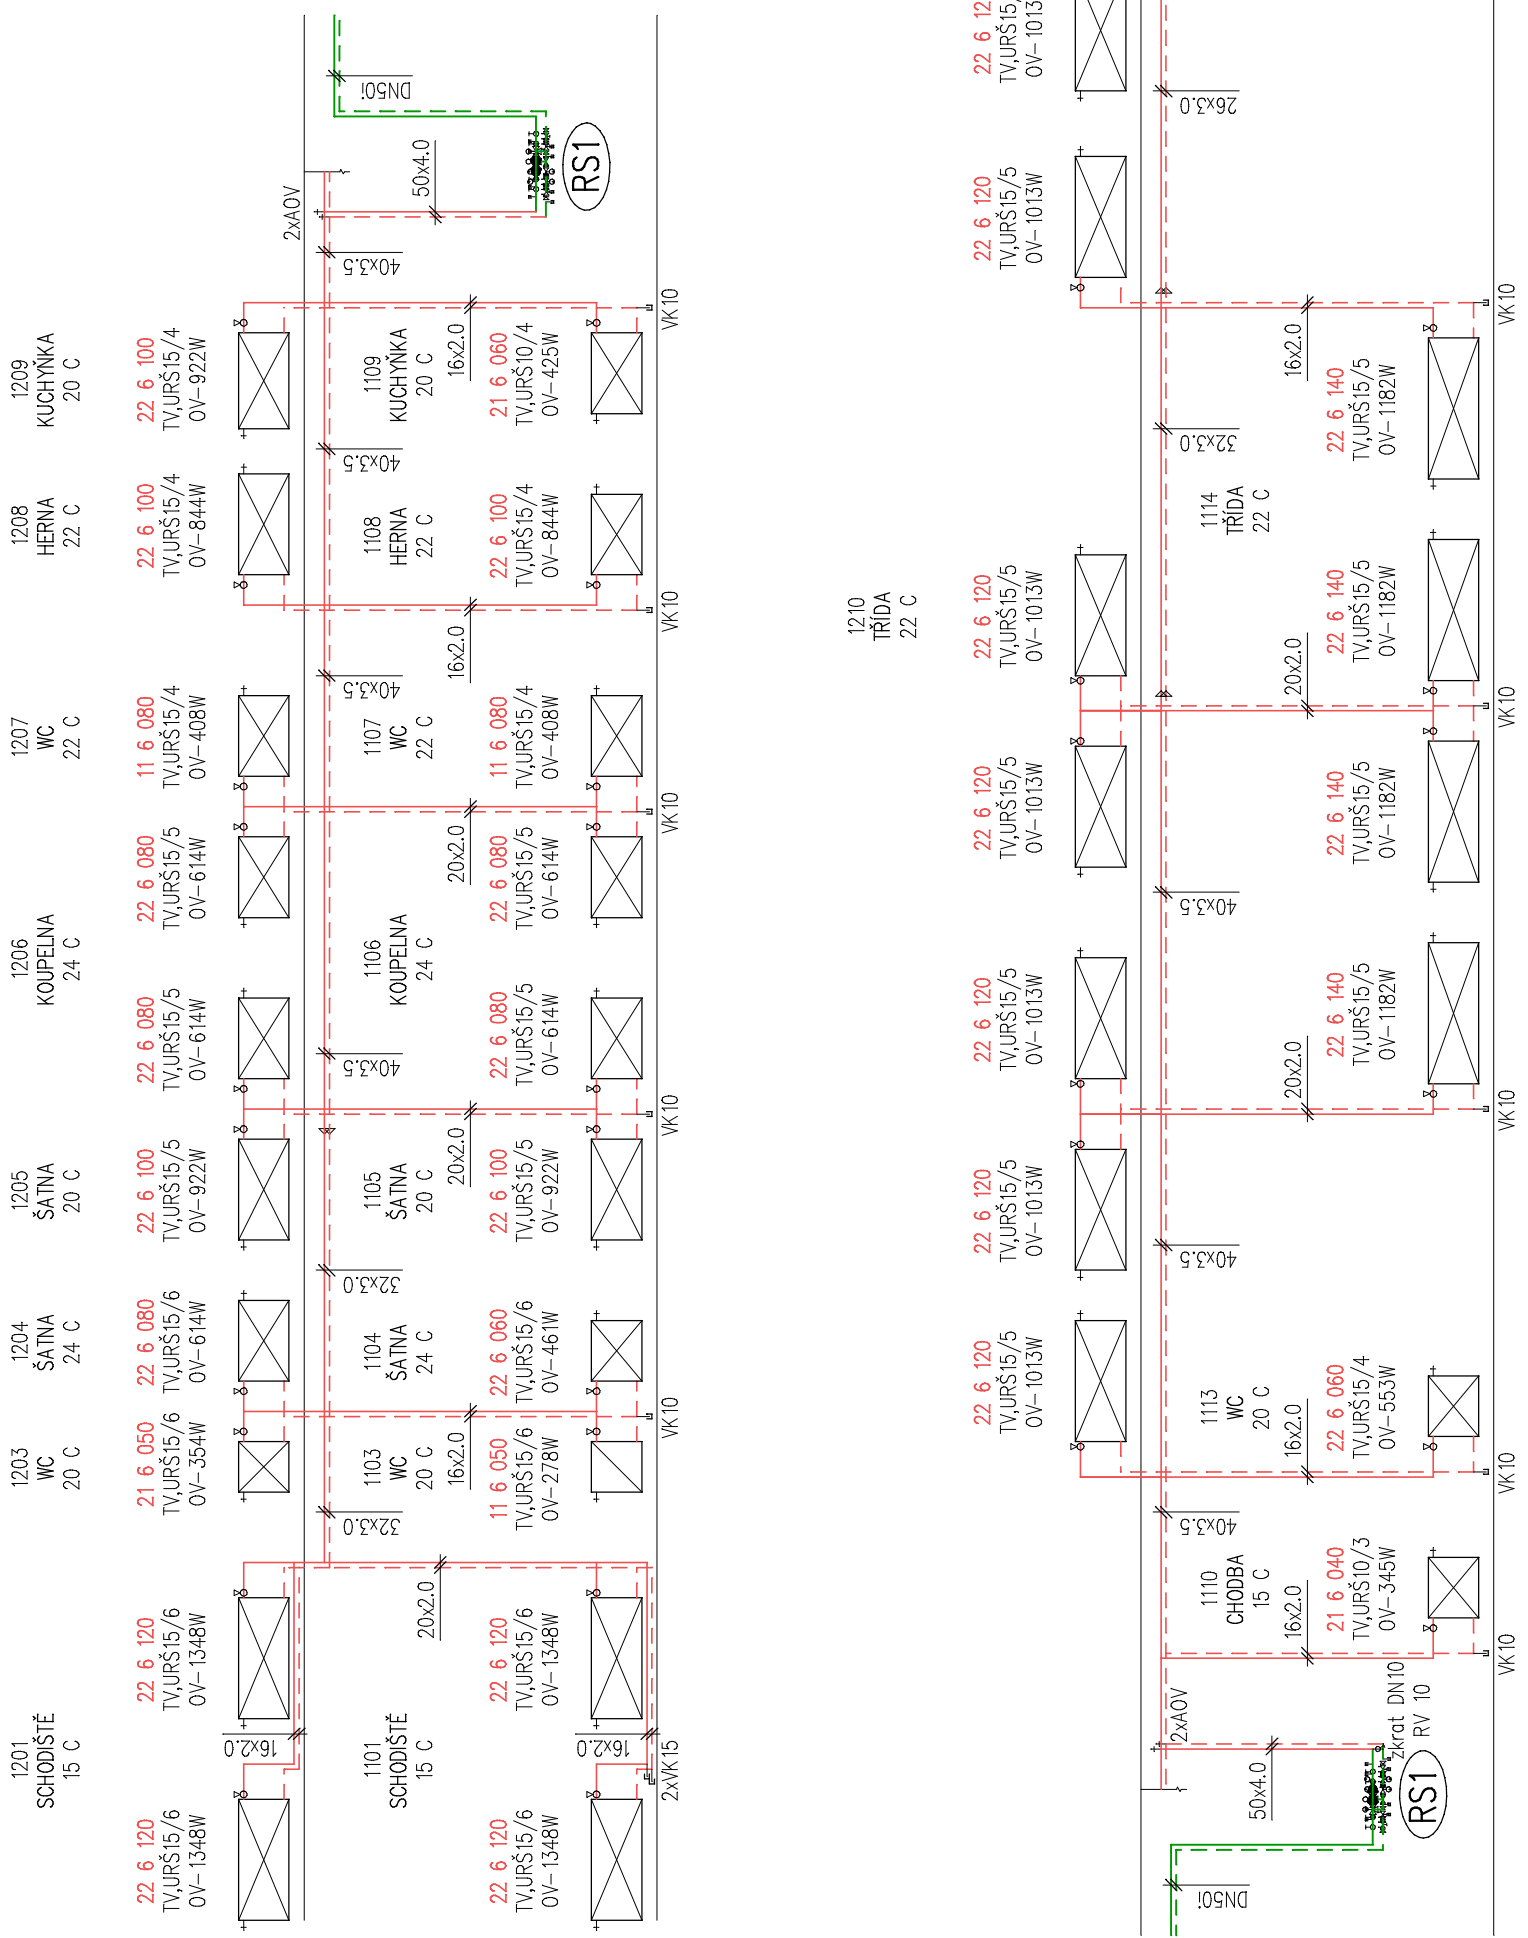 1201
SCHODIŠTĚ
15 C
1203
WC
20 C
1204
ŠATNA
24 C
1205
ŠATNA
20 C
1206
KOUPELNA
24 C
1207
WC
22 C
1208
HERNA
22 C
1209
KUCHYŇKA
20 C
22 6 120
TV,URŠ15/6
OV-1348W
22 6 120
TV,URŠ15/6
OV-1348W
21 6 050
TV,URŠ15/6
OV-354W
22 6 080
TV,URŠ15/6
OV-614W
22 6 100
TV,URŠ15/5
OV-922W
22 6 080
TV,URŠ15/5
OV-614W
22 6 080
TV,URŠ15/5
OV-614W
11 6 080
TV,URŠ15/4
OV-408W
22 6 100
TV,URŠ15/4
OV-844W
22 6 100
TV,URŠ15/4
OV-922W
16x2.0
2xAOV
DN50i
32x3.0
32x3.0
40x3.5
40x3.5
40x3.5
40x3.5
50x4.0
RS1
1101
SCHODIŠTĚ
15 C
1103
WC
20 C
1104
ŠATNA
24 C
1105
ŠATNA
20 C
1106
KOUPELNA
24 C
1107
WC
22 C
1108
HERNA
22 C
1109
KUCHYŇKA
20 C
20x2.0
16x2.0
20x2.0
20x2.0
16x2.0
16x2.0
22 6 120
TV,URŠ15/6
OV-1348W
22 6 120
TV,URŠ15/6
OV-1348W
11 6 050
TV,URŠ15/6
OV-278W
22 6 060
TV,URŠ15/6
OV-461W
22 6 100
TV,URŠ15/5
OV-922W
22 6 080
TV,URŠ15/5
OV-614W
22 6 080
TV,URŠ15/5
OV-614W
11 6 080
TV,URŠ15/4
OV-408W
22 6 100
TV,URŠ15/4
OV-844W
21 6 060
TV,URŠ10/4
OV-425W
16x2.0
2xVK15
VK10
VK10
VK10
VK10
VK10
1210
TŘÍDA
22 C
22 6 120
TV,URŠ15/5
OV-1013W
22 6 120
TV,URŠ15/5
OV-1013W
22 6 120
TV,URŠ15/5
OV-1013W
22 6 120
TV,URŠ15/5
OV-1013W
22 6 120
TV,URŠ15/5
OV-1013W
22 6 120
TV,URŠ15/5
OV-1013W
22 6 12
TV,URŠ15/
OV-1013
DN50i
2xAOV
40x3.5
40x3.5
40x3.5
32x3.0
26x3.0
1110
CHODBA
15 C
1113
WC
20 C
1114
TŘÍDA
22 C
50x4.0
16x2.0
16x2.0
20x2.0
20x2.0
16x2.0
21 6 040
TV,URŠ10/3
OV-345W
22 6 060
TV,URŠ15/4
OV-553W
22 6 140
TV,URŠ15/5
OV-1182W
22 6 140
TV,URŠ15/5
OV-1182W
22 6 140
TV,URŠ15/5
OV-1182W
22 6 140
TV,URŠ15/5
OV-1182W
zkrat DN10
RV 10
RS1
VK10
VK10
VK10
VK10
VK10